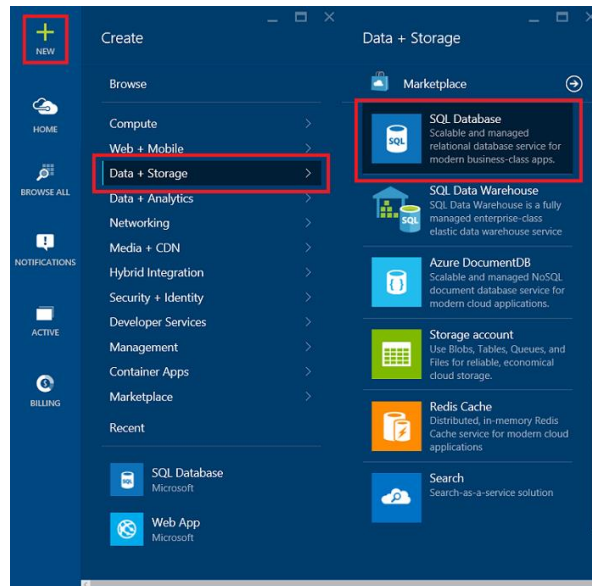 NEW
HOME
BROWSE ALL
NOTIFICATIONS
ACTIVE
BILLING
Create
Browse
Compute
Web + Mobile
Data + Storage
Data + Analytics
Networking
Media + CDN
Hybrid Integration
Security + Identity
Developer Services
Management
Container Apps
Marketplace
Recent
SQL Database
Microsoft
Web App
Microsoft
Data + Storage
Marketplace
SQL
SQL Database
Scalable and managed
relational database service for
modern business-class apps.
SQL
SQL Data Warehouse
SQL Data Warehouse is a fully
managed enterprise-class
elastic data warehouse service
Azure DocumentDB
Scalable and managed NoSQL
document database service for
modern cloud applications.
Storage account
Use Blobs, Tables, Queues, and
Files for reliable, economical
cloud storage.
Redis Cache
Distributed, in-memory Redis
Cache service for modern cloud
applications
Search
Search-as-a-service solution